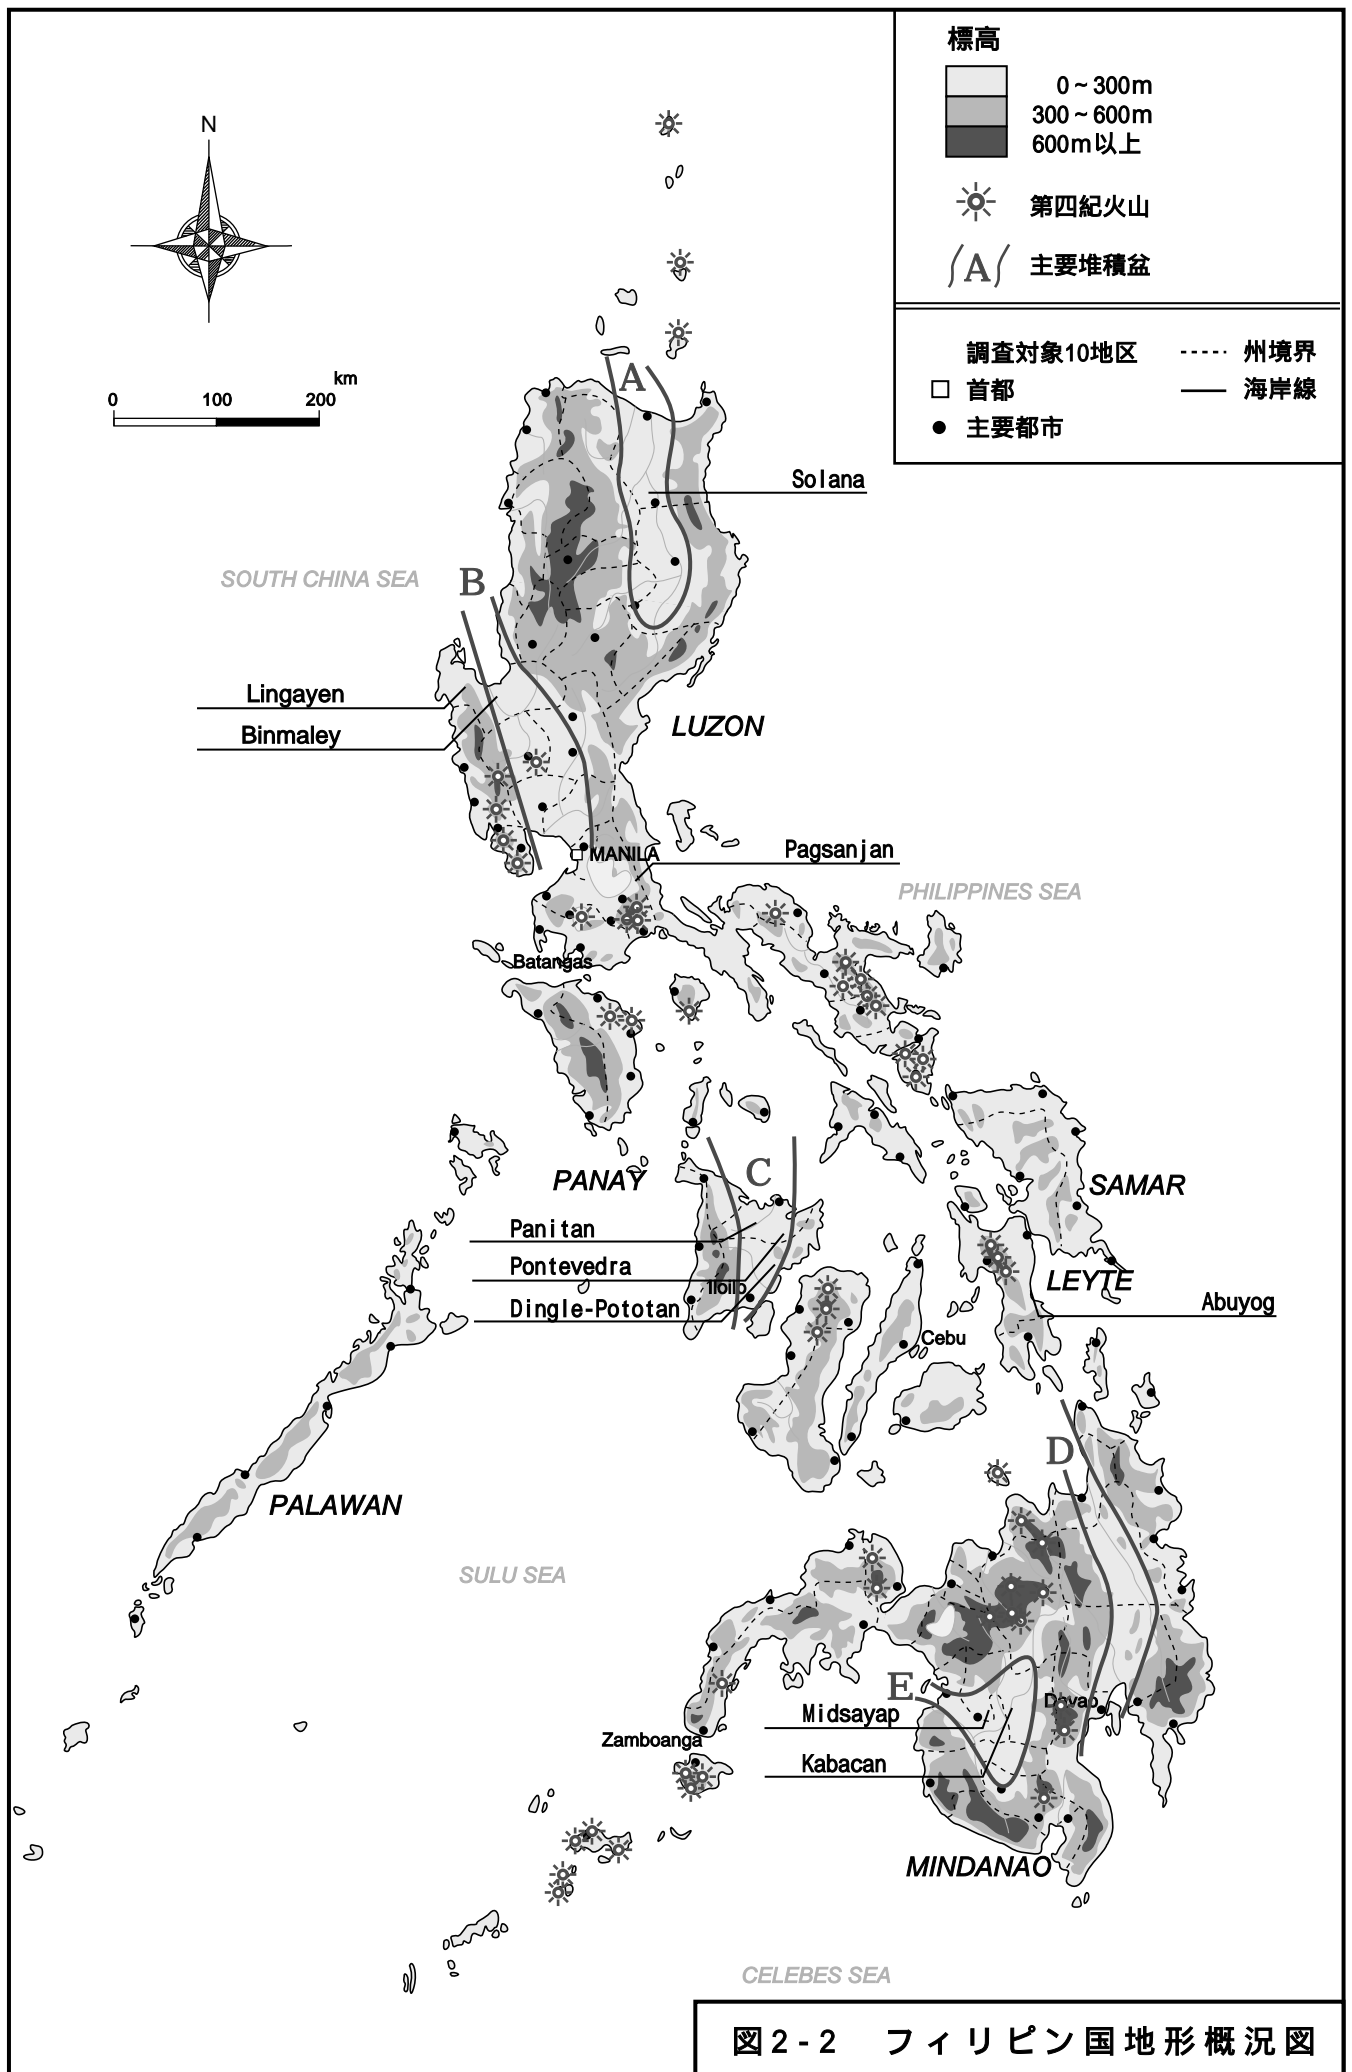 標高
0～300m
300～600m
600m以上
N
第四紀火山
A 主要堆積盆
調査対象10地区 州境界
首都 海岸線
主要都市
km
0 100 200
A
Solana
SOUTH CHINA SEA
B
Lingayen
LUZON
Binmaley
MANILA
Pagsanjan
PHILIPPINES SEA
Batangas
C
PANAY
SAMAR
Panitan
Pontevedra
LEYTE
Iloilo
Abuyog
Dingle-Pototan
Cebu
D
PALAWAN
SULU SEA
E
Davao
Midsayap
Zamboanga
Kabacan
MINDANAO
CELEBES SEA
図2-2 フィリピン国地形概況図